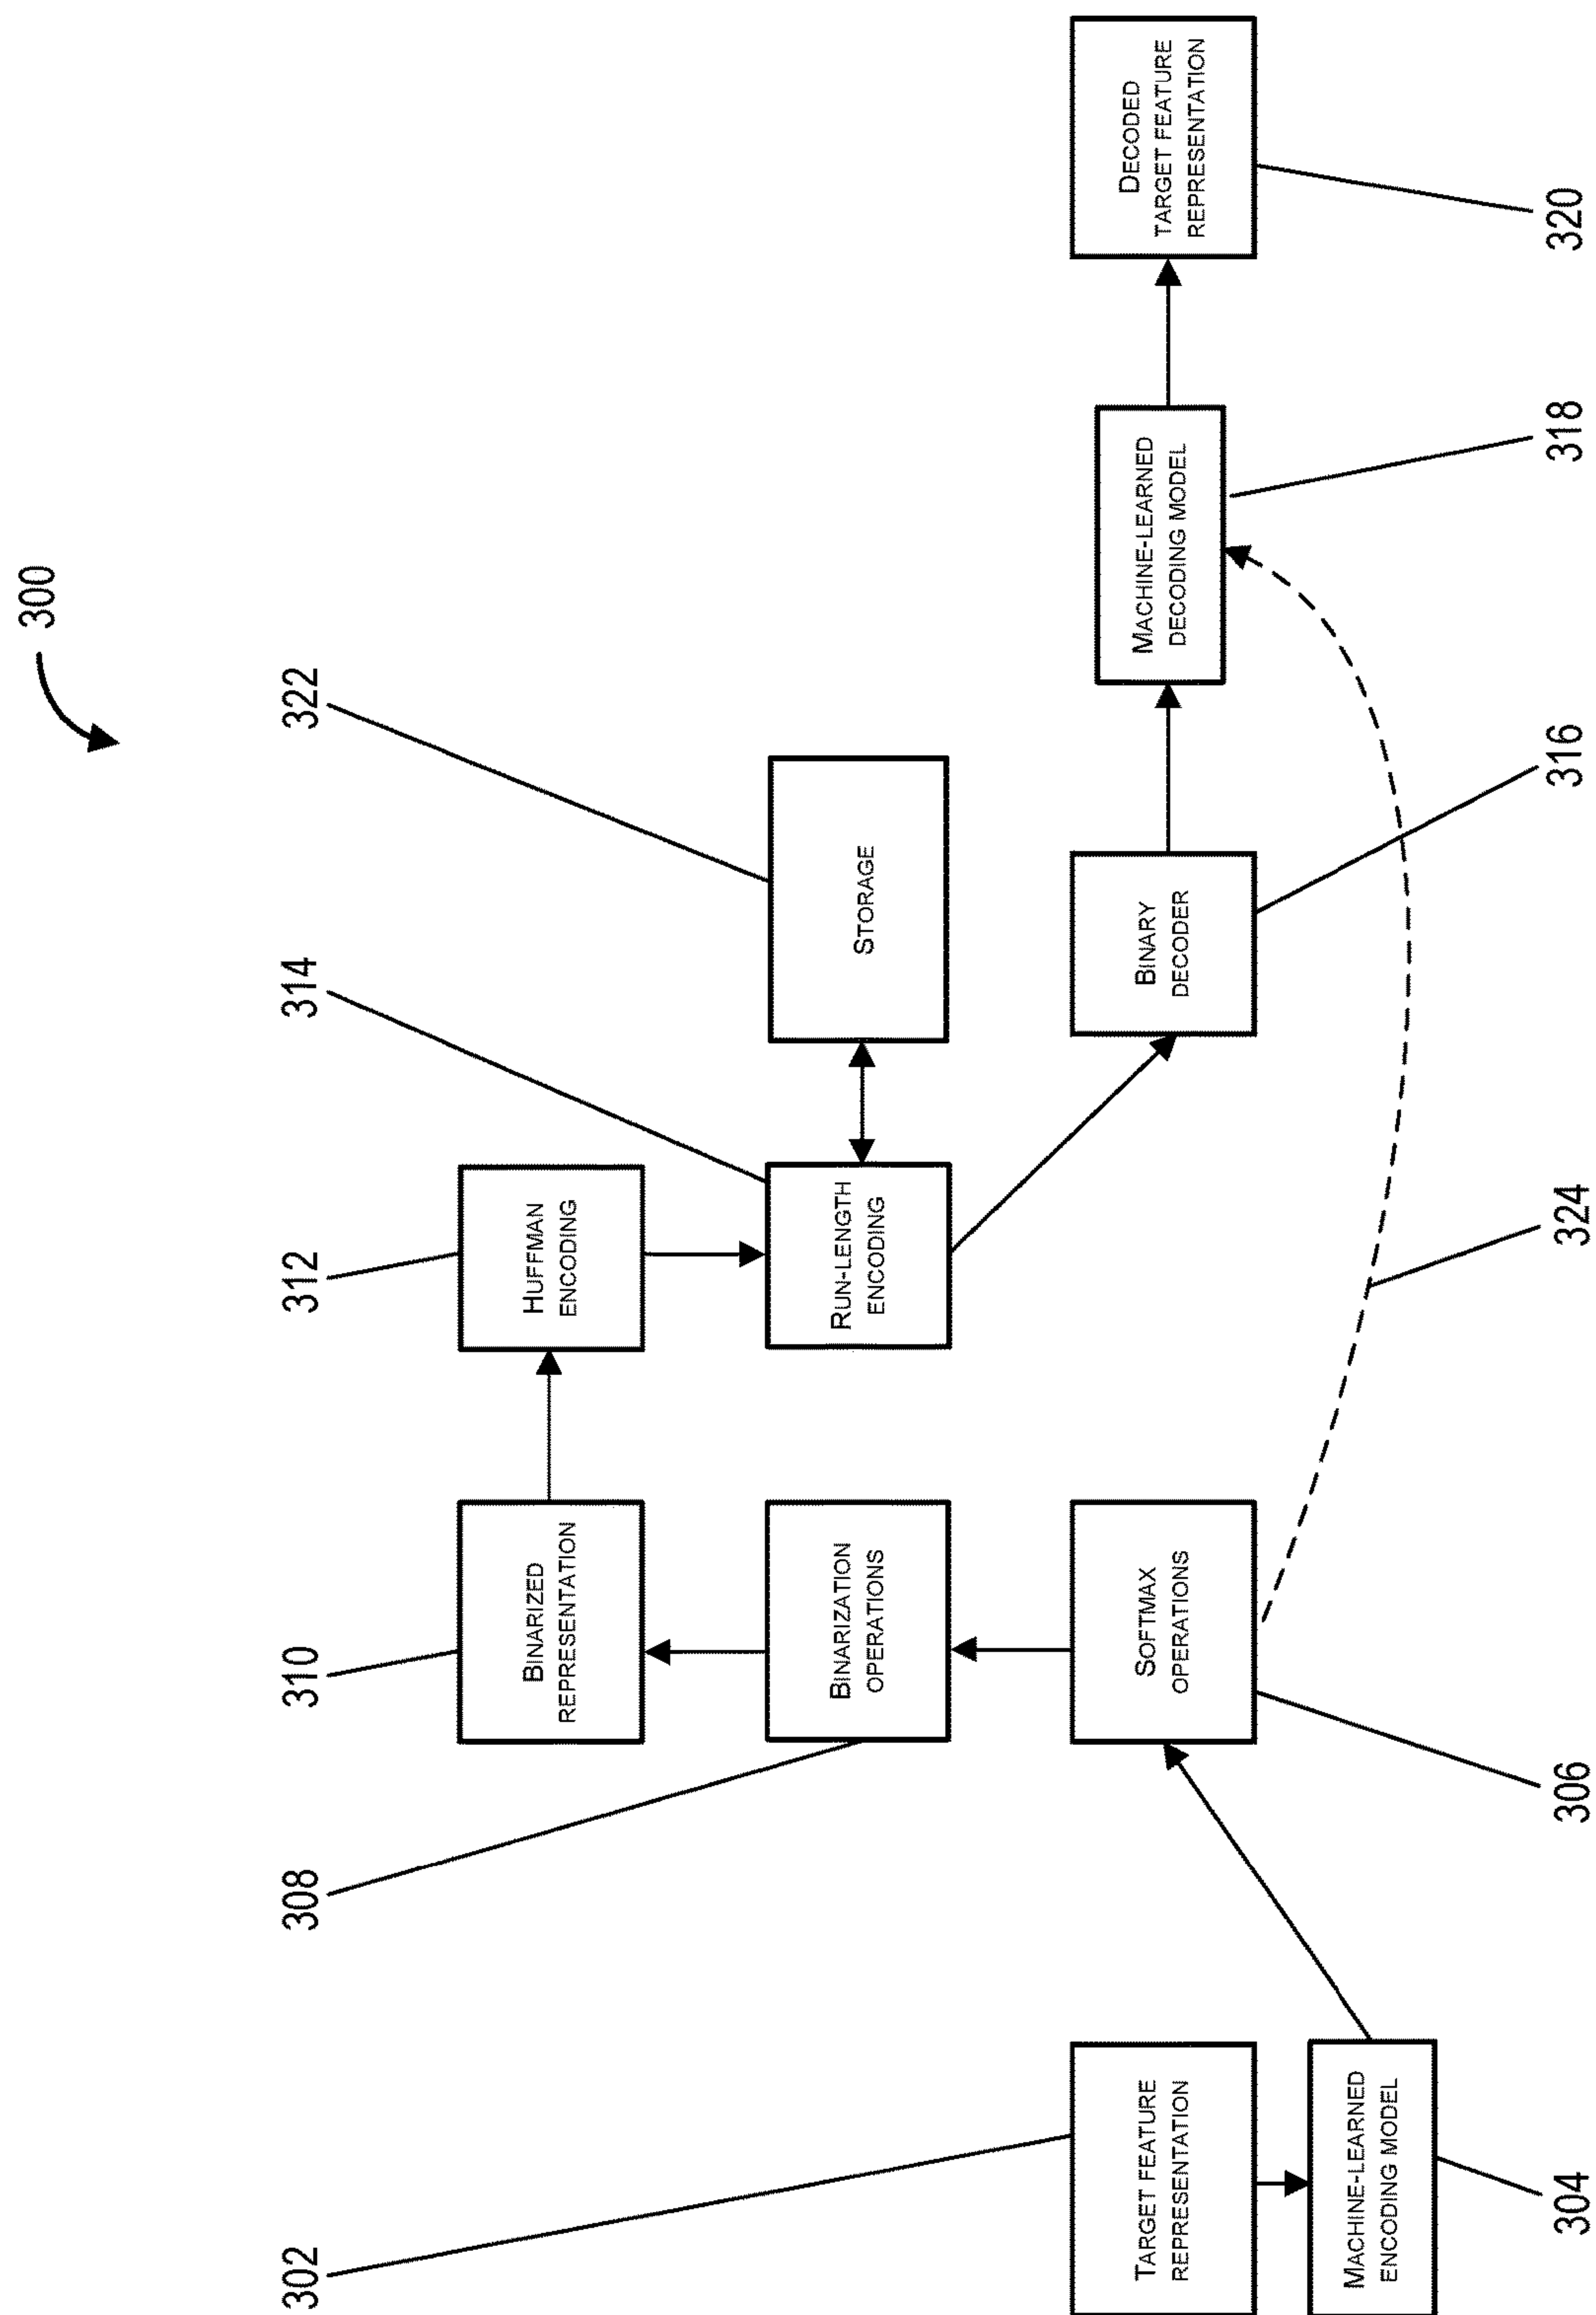 300
302
308
310
312
314
322
BINARIZED
REPRESENTATION
HUFFMAN
ENCODING
BINARIZATION
OPERATIONS
RUN-LENGTH
ENCODING
STORAGE
TARGET FEATURE
REPRESENTATION
SOFTMAX
OPERATIONS
BINARY
DECODER
MACHINE-LEARNED
DECODING MODEL
DECODED
TARGET FEATURE
REPRESENTATION
MACHINE-LEARNED
ENCODING MODEL
304
306
324
316
318
320